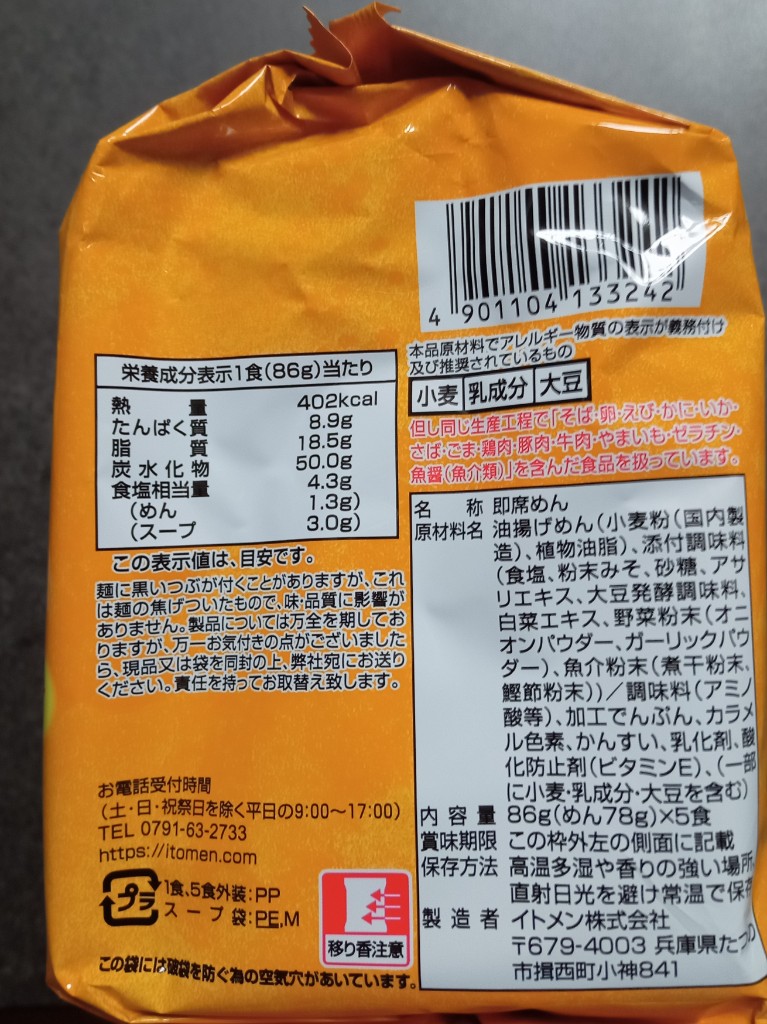 4 901104 133242
本品原材料でアレルギー物質の表示が義務付け
及び推奨されているもの
小麦 乳成分 大豆
但し同じ生産工程で「そば・卵・えび・かに・いか・
さば・ごま・鶏肉・豚肉・牛肉・やまいも・ゼラチン・
魚醤(魚介類)」を含んだ食品を扱っています。
栄養成分表示1食(86g)当たり
熱量 402kcal
たんぱく質 8.9g
脂質 18.5g
炭水化物 50.0g
食塩相当量 4.3g
(めん 1.3g)
(スープ 3.0g)
この表示値は、目安です。
麺に黒いつぶが付くことがありますが、これ
は麺の焦げついたもので、味・品質に影響が
ありません。製品については万全を期してお
りますが、万一お気付きの点がございました
ら、現品又は袋を同封の上、弊社宛にお送り
ください。責任を持ってお取替え致します。
お電話受付時間
(土・日・祝祭日を除く平日の9:00～17:00)
TEL 0791-63-2733
https://itomen.com
プラ
1食、5食外装:PP
スープ袋:PE,M
移り香注意
この袋には破袋を防ぐ為の空気穴があいています。
名称 即席めん
原材料名 油揚げめん(小麦粉(国内製
造)、植物油脂)、添付調味料
(食塩、粉末みそ、砂糖、アサ
リエキス、大豆発酵調味料、
白菜エキス、野菜粉末(オニ
オンパウダー、ガーリックパウ
ダー)、魚介粉末(煮干粉末、
鰹節粉末))／調味料(アミノ
酸等)、加工でんぷん、カラメ
ル色素、かんすい、乳化剤、酸
化防止剤(ビタミンE)、(一部
に小麦・乳成分・大豆を含む)
内容量 86g(めん78g)×5食
賞味期限 この枠外左の側面に記載
保存方法 高温多湿や香りの強い場所、
直射日光を避け常温で保存
製造者 イトメン株式会社
〒679-4003 兵庫県たつの
市揖西町小神841